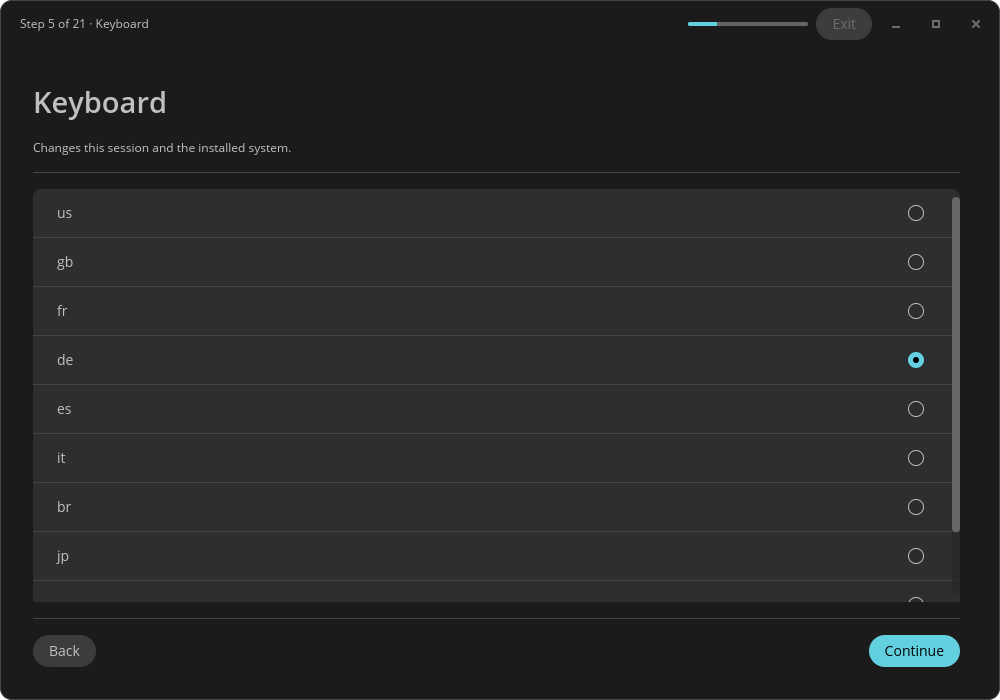 Step 5 of 21 · Keyboard
Exit
Keyboard
Changes this session and the installed system.
us
gb
fr
de
es
it
br
jp
Back
Continue